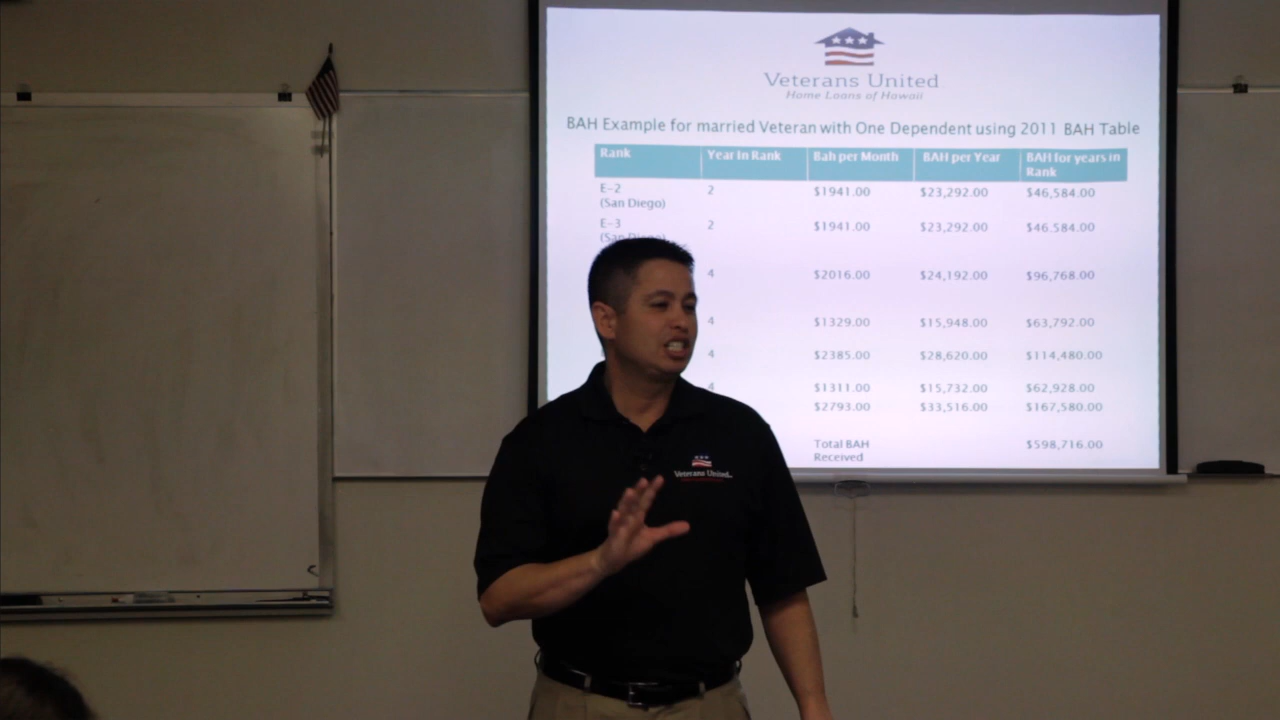 Veterans United
Home Loans of Hawaii
BAH Example for married Veteran with One Dependent using 2011 BAH Table
Rank Year In Rank Bah per Month BAH per Year BAH for years in Rank
E-2 2 $1941.00 $23,292.00 $46,584.00
(San Diego)
E-3 2 $1941.00 $23,292.00 $46.584.00
(San Diego)
4 $2016.00 $24,192.00 $96,768.00
4 $1329.00 $15,948.00 $63,792.00
4 $2385.00 $28,620.00 $114,480.00
4 $1311.00 $15,732.00 $62,928.00
$2793.00 $33,516.00 $167,580.00
Total BAH $598,716.00
Received
Veterans United